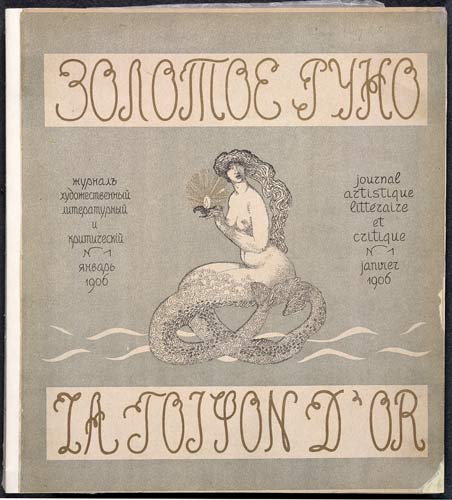 ЗОЛОТОЕ РУНО
журналъ
художественный
литературный
и
критическій
№ 1
январь
1906
journal
artistique
litteraire
et
critique
№ 1
janvier
1906
LA TOISON D'OR